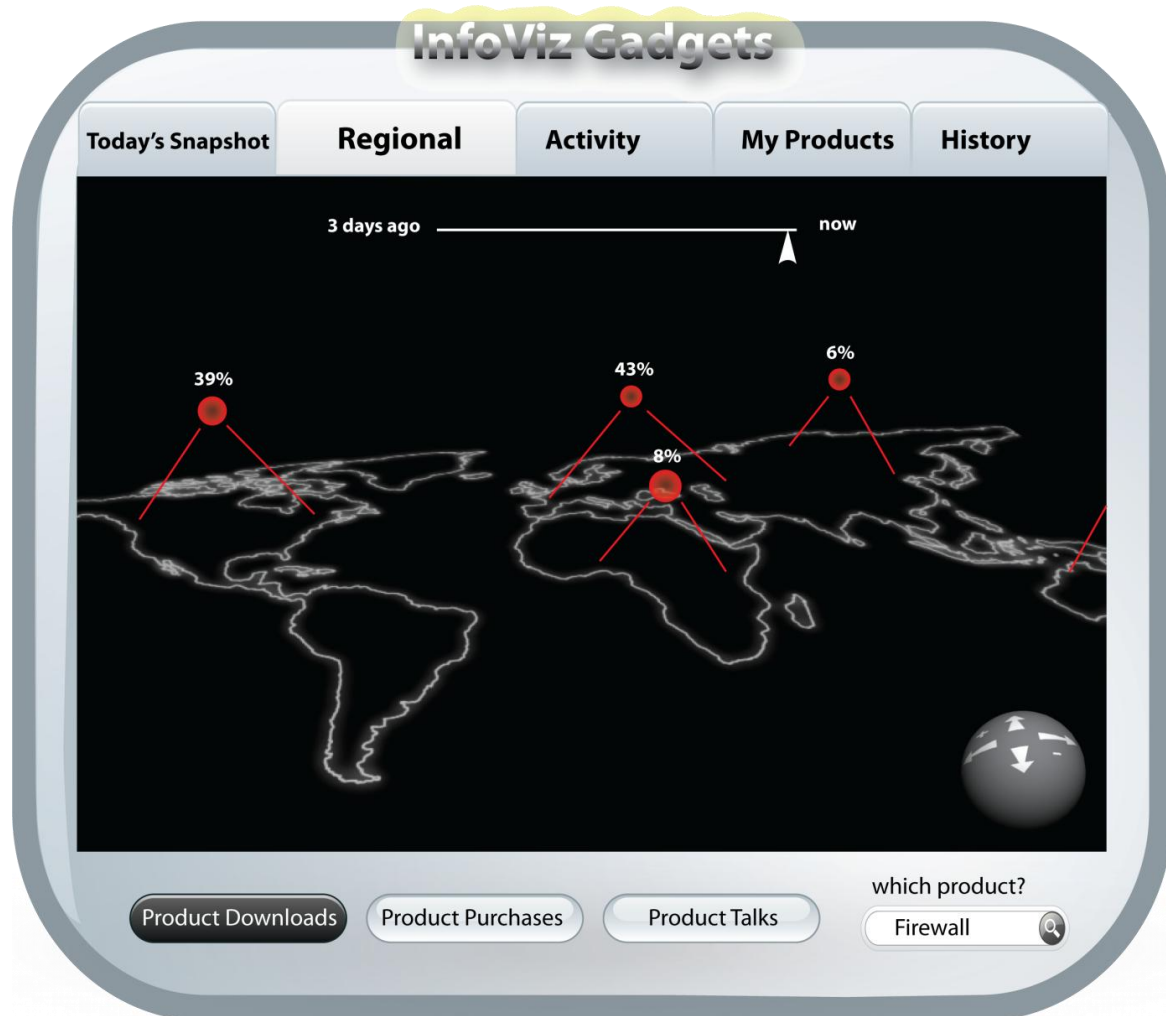 InfoViz Gadgets
Today's Snapshot
Regional
Activity
My Products
History
3 days ago
now
39%
43%
6%
8%
which product?
Product Downloads
Product Purchases
Product Talks
Firewall